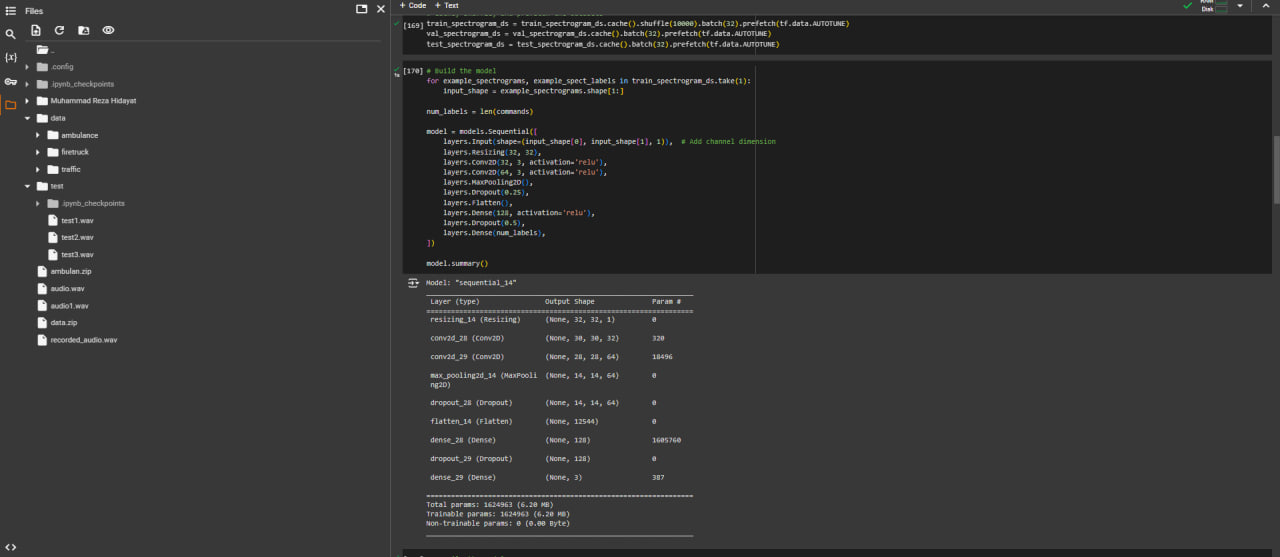 Files
..
.config
.ipynb_checkpoints
Muhammad Reza Hidayat
data
ambulance
firetruck
traffic
test
.ipynb_checkpoints
test1.wav
test2.wav
test3.wav
ambulan.zip
audio.wav
audio1.wav
data.zip
recorded_audio.wav
+ Code + Text
RAM
Disk
[169] train_spectrogram_ds = train_spectrogram_ds.cache().shuffle(10000).batch(32).prefetch(tf.data.AUTOTUNE)
val_spectrogram_ds = val_spectrogram_ds.cache().batch(32).prefetch(tf.data.AUTOTUNE)
test_spectrogram_ds = test_spectrogram_ds.cache().batch(32).prefetch(tf.data.AUTOTUNE)
[170] # Build the model
for example_spectrograms, example_spect_labels in train_spectrogram_ds.take(1):
input_shape = example_spectrograms.shape[1:]
num_labels = len(commands)
model = models.Sequential([
layers.Input(shape=(input_shape[0], input_shape[1], 1)), # Add channel dimension
layers.Resizing(32, 32),
layers.Conv2D(32, 3, activation='relu'),
layers.Conv2D(64, 3, activation='relu'),
layers.MaxPooling2D(),
layers.Dropout(0.25),
layers.Flatten(),
layers.Dense(128, activation='relu'),
layers.Dropout(0.5),
layers.Dense(num_labels),
])
model.summary()
Model: "sequential_14"
Layer (type) Output Shape Param #
=================================================================
resizing_14 (Resizing) (None, 32, 32, 1) 0
conv2d_28 (Conv2D) (None, 30, 30, 32) 320
conv2d_29 (Conv2D) (None, 28, 28, 64) 18496
max_pooling2d_14 (MaxPooli (None, 14, 14, 64) 0
ng2D)
dropout_28 (Dropout) (None, 14, 14, 64) 0
flatten_14 (Flatten) (None, 12544) 0
dense_28 (Dense) (None, 128) 1605760
dropout_29 (Dropout) (None, 128) 0
dense_29 (Dense) (None, 3) 387
=================================================================
Total params: 1624963 (6.20 MB)
Trainable params: 1624963 (6.20 MB)
Non-trainable params: 0 (0.00 Byte)